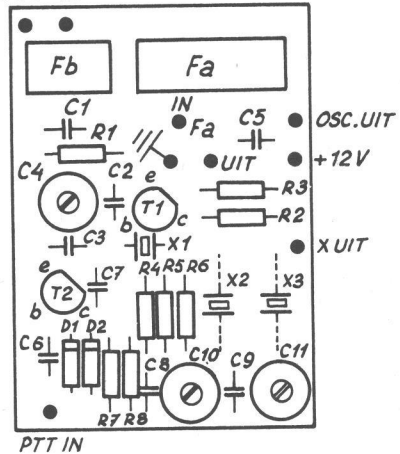 Fb
Fa
C1
IN
Fa
C5
OSC.UIT
R1
UIT
+12V
C4
C2
e
T1
R3
R2
b
c
C3
X1
X UIT
e
C7
R4 R5 R6
X2
X3
T2
b
c
C6
D1
D2
C8
C10
C9
C11
R7 R8
PTT IN